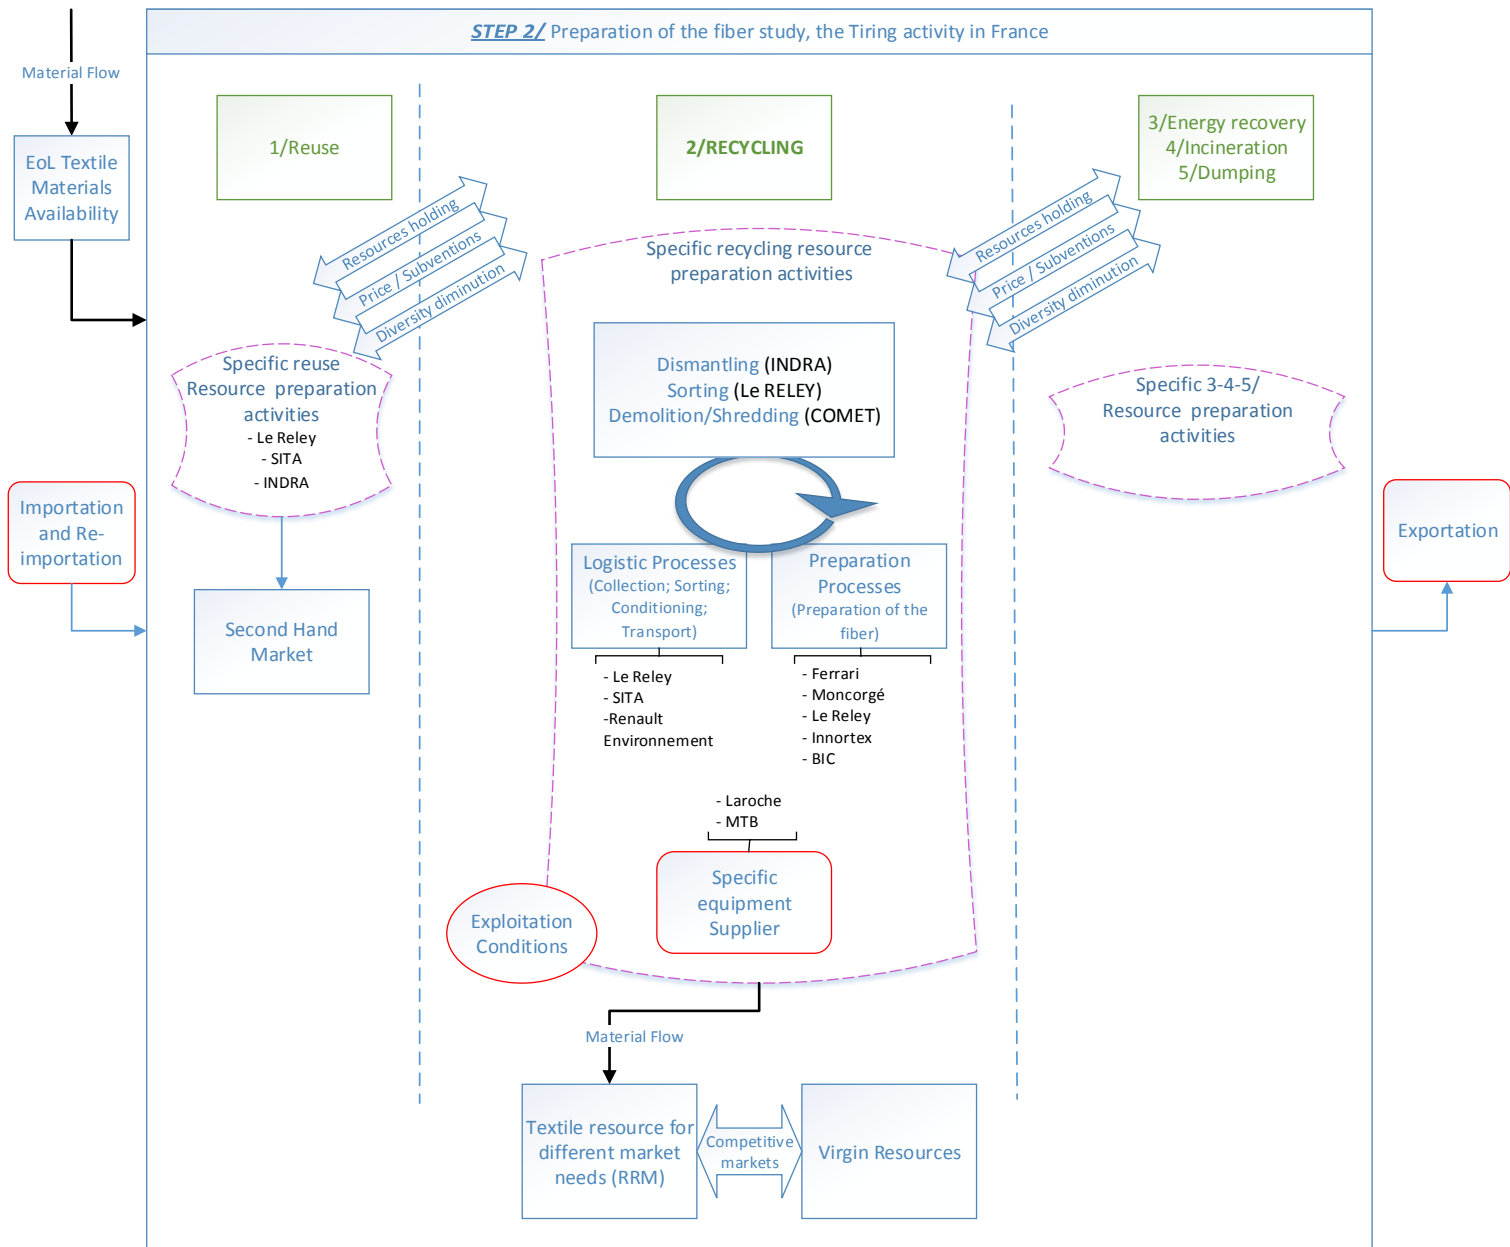 STEP 2/ Preparation of the fiber study, the Tiring activity in France
Material Flow
EoL Textile
Materials
Availability
1/Reuse
2/RECYCLING
3/Energy recovery
4/Incineration
5/Dumping
Resources holding
Price / Subventions
Diversity diminution
Resources holding
Price / Subventions
Diversity diminution
Specific recycling resource
preparation activities
Specific reuse
Resource preparation
activities
- Le Reley
- SITA
- INDRA
Dismantling (INDRA)
Sorting (Le RELEY)
Demolition/Shredding (COMET)
Specific 3-4-5/
Resource preparation
activities
Importation
and Re-
importation
Exportation
Second Hand
Market
Logistic Processes
(Collection; Sorting;
Conditioning;
Transport)
Preparation
Processes
(Preparation of the
fiber)
- Le Reley
- SITA
-Renault
Environnement
- Ferrari
- Moncorgé
- Le Reley
- Innortex
- BIC
- Laroche
- MTB
Specific
equipment
Supplier
Exploitation
Conditions
Material Flow
Textile resource for
different market
needs (RRM)
Competitive
markets
Virgin Resources